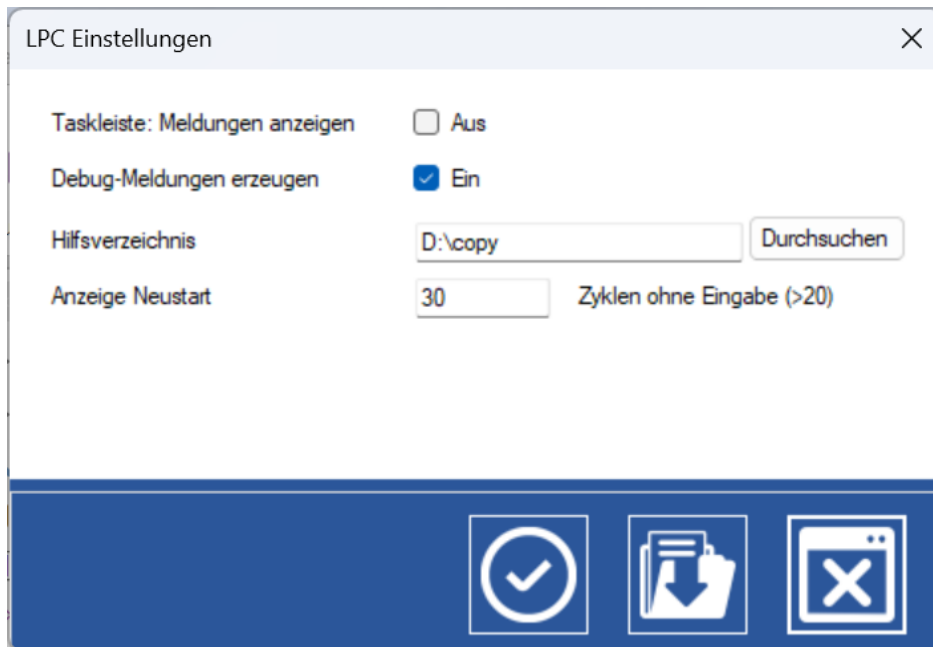 LPC Einstellungen
Taskleiste: Meldungen anzeigen Aus
Debug-Meldungen erzeugen Ein
Hilfsverzeichnis D:\copy Durchsuchen
Anzeige Neustart 30 Zyklen ohne Eingabe (>20)